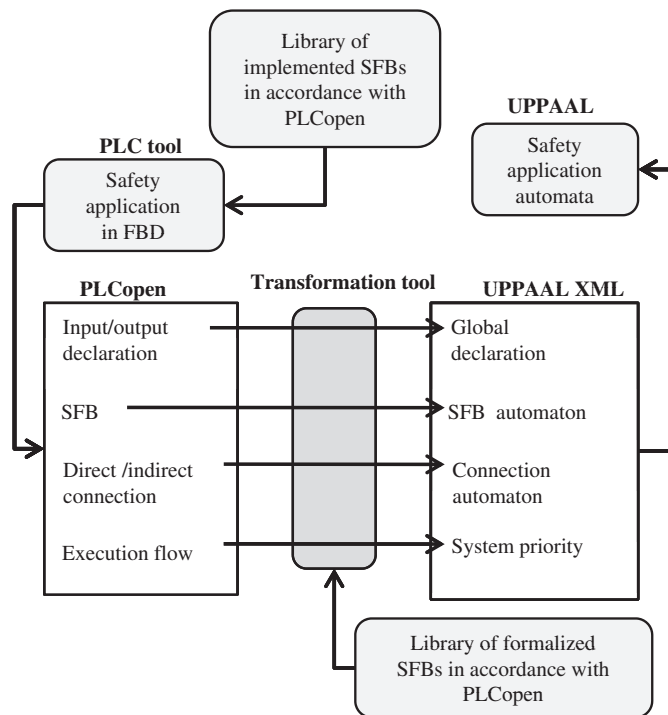 Library of
implemented SFBs
in accordance with
PLCopen
UPPAAL
PLC tool
Safety
application
in FBD
Safety
application
automata
PLCopen
Transformation tool
UPPAAL XML
Input/output
declaration
Global
declaration
SFB
SFB automaton
Direct /indirect
connection
Connection
automaton
Execution flow
System priority
Library of formalized
SFBs in accordance with
PLCopen